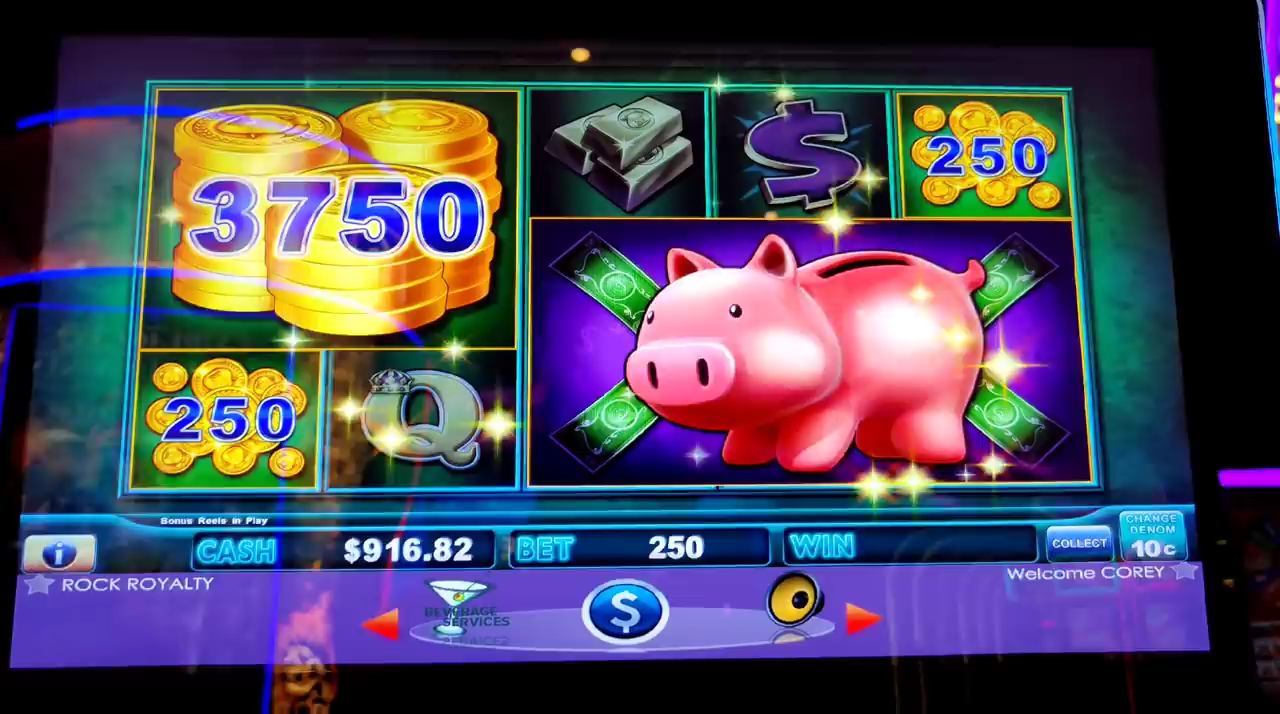 3750
$
250
250
Q
Bonus Reels in Play
CASH $916.82 BET 250 WIN
COLLECT
CHANGE
DENOM
10¢
ROCK ROYALTY
Welcome COREY
BEVERAGE
SERVICES
$